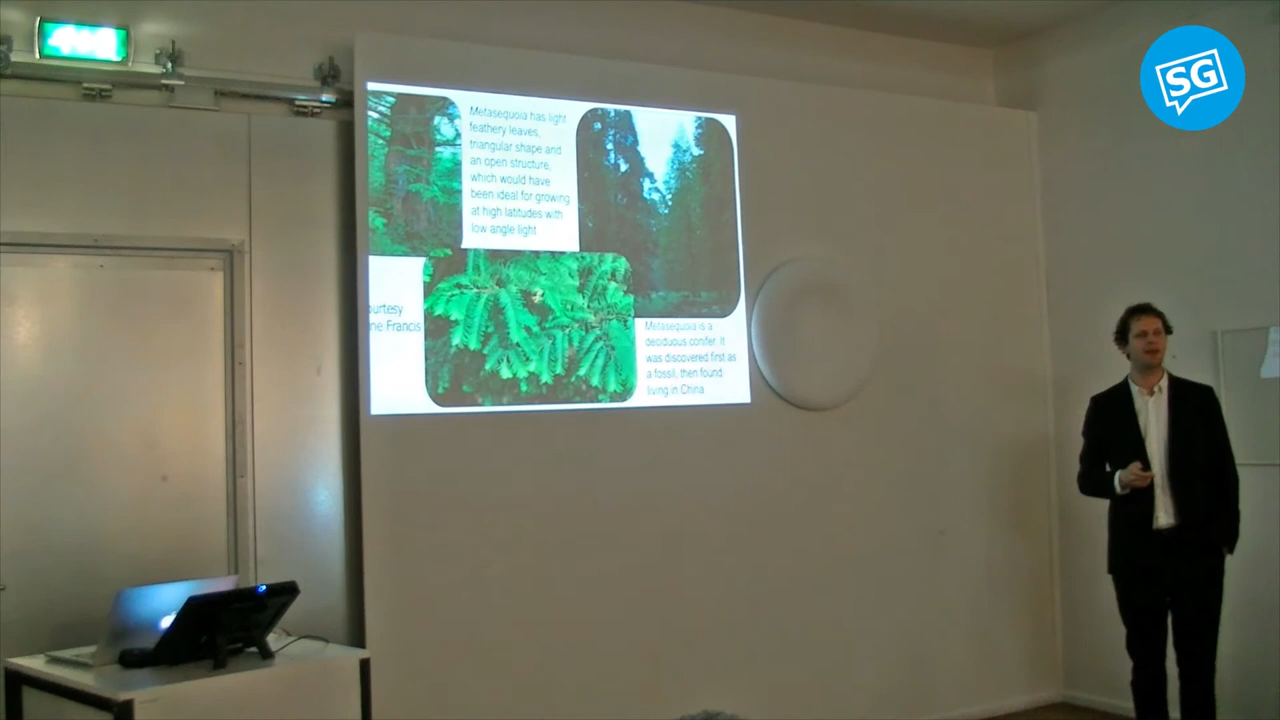 SG
Metasequoia has light
feathery leaves,
triangular shape and
an open structure,
which would have
been ideal for growing
at high latitudes with
low angle light
ourtesy
ne Francis
Metasequoia is a
deciduous conifer. It
was discovered first as
a fossil, then found
living in China